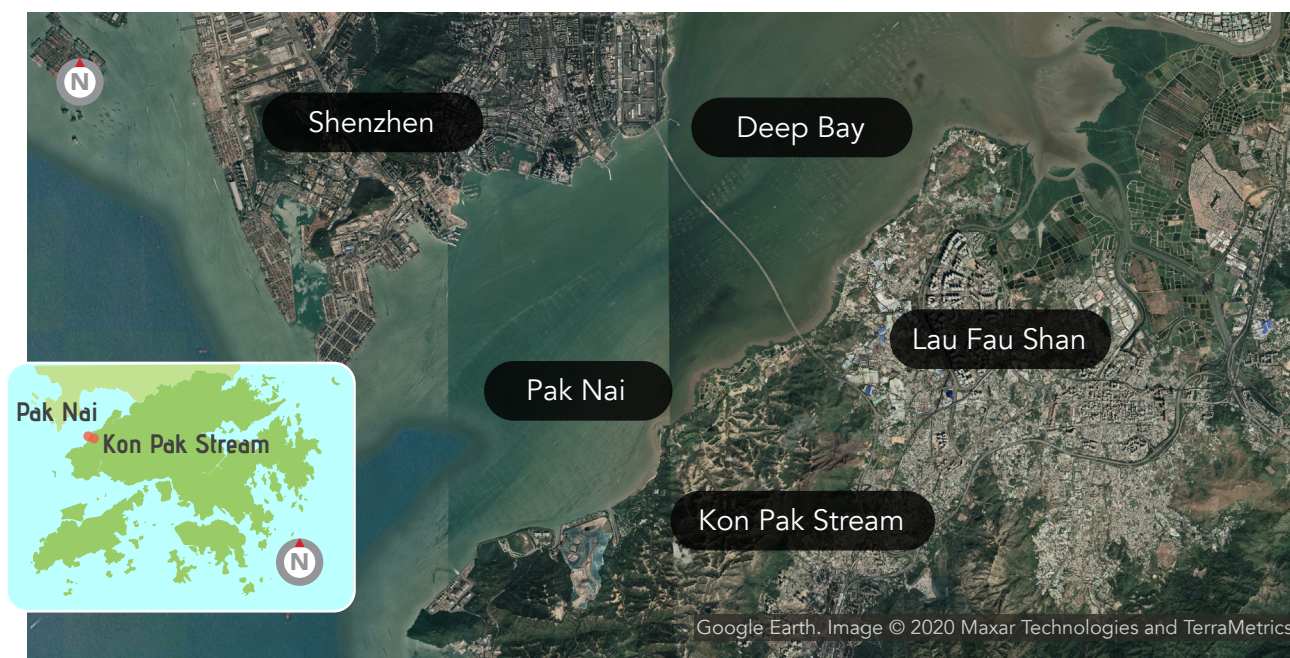 N
Shenzhen
Deep Bay
Lau Fau Shan
Pak Nai
Pak Nai
Kon Pak Stream
Kon Pak Stream
N
Google Earth. Image © 2020 Maxar Technologies and TerraMetrics